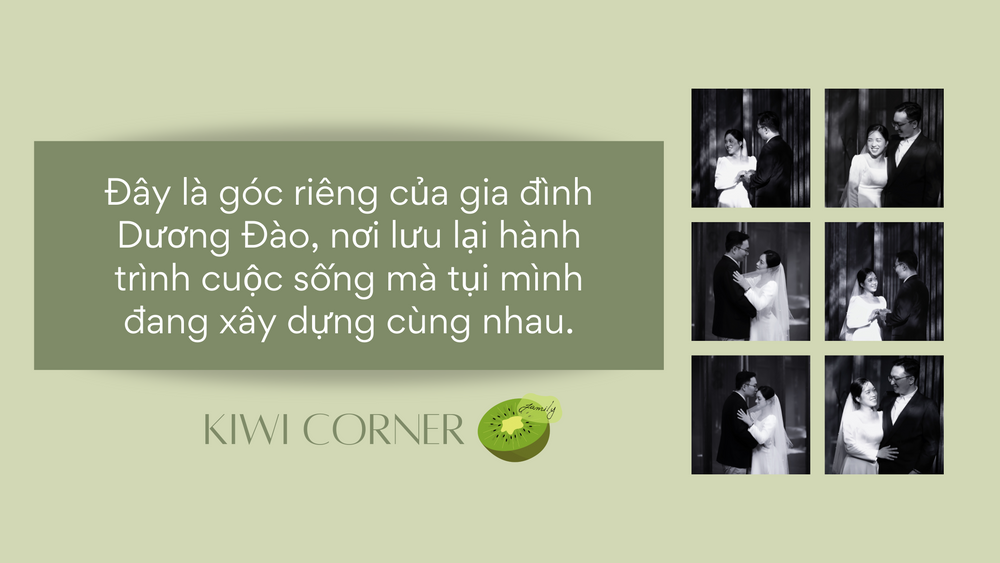 Đây là góc riêng của gia đình
Dương Đào, nơi lưu lại hành
trình cuộc sống mà tụi mình
đang xây dựng cùng nhau.
KIWI CORNER
family